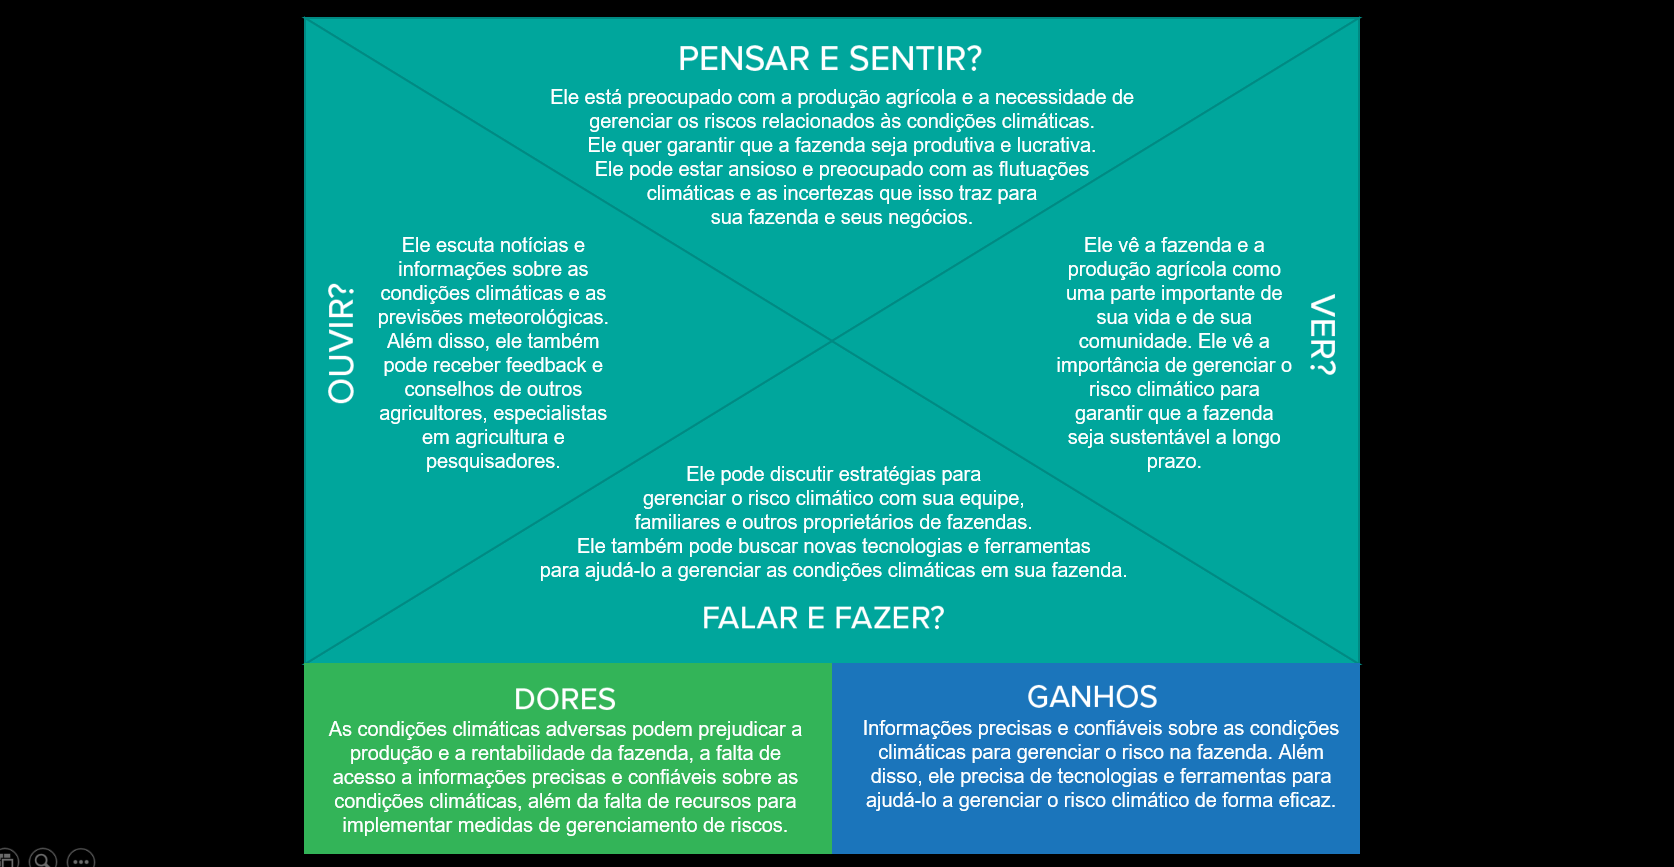 PENSAR E SENTIR?
Ele está preocupado com a produção agrícola e a necessidade de
gerenciar os riscos relacionados às condições climáticas.
Ele quer garantir que a fazenda seja produtiva e lucrativa.
Ele pode estar ansioso e preocupado com as flutuações
climáticas e as incertezas que isso traz para
sua fazenda e seus negócios.
OUVIR?
Ele escuta notícias e
informações sobre as
condições climáticas e as
previsões meteorológicas.
Além disso, ele também
pode receber feedback e
conselhos de outros
agricultores, especialistas
em agricultura e
pesquisadores.
Ele vê a fazenda e a
produção agrícola como
uma parte importante de
sua vida e de sua
comunidade. Ele vê a
importância de gerenciar o
risco climático para
garantir que a fazenda
seja sustentável a longo
prazo.
VER?
Ele pode discutir estratégias para
gerenciar o risco climático com sua equipe,
familiares e outros proprietários de fazendas.
Ele também pode buscar novas tecnologias e ferramentas
para ajudá-lo a gerenciar as condições climáticas em sua fazenda.
FALAR E FAZER?
DORES
As condições climáticas adversas podem prejudicar a
produção e a rentabilidade da fazenda, a falta de
acesso a informações precisas e confiáveis sobre as
condições climáticas, além da falta de recursos para
implementar medidas de gerenciamento de riscos.
GANHOS
Informações precisas e confiáveis sobre as condições
climáticas para gerenciar o risco na fazenda. Além
disso, ele precisa de tecnologias e ferramentas para
ajudá-lo a gerenciar o risco climático de forma eficaz.